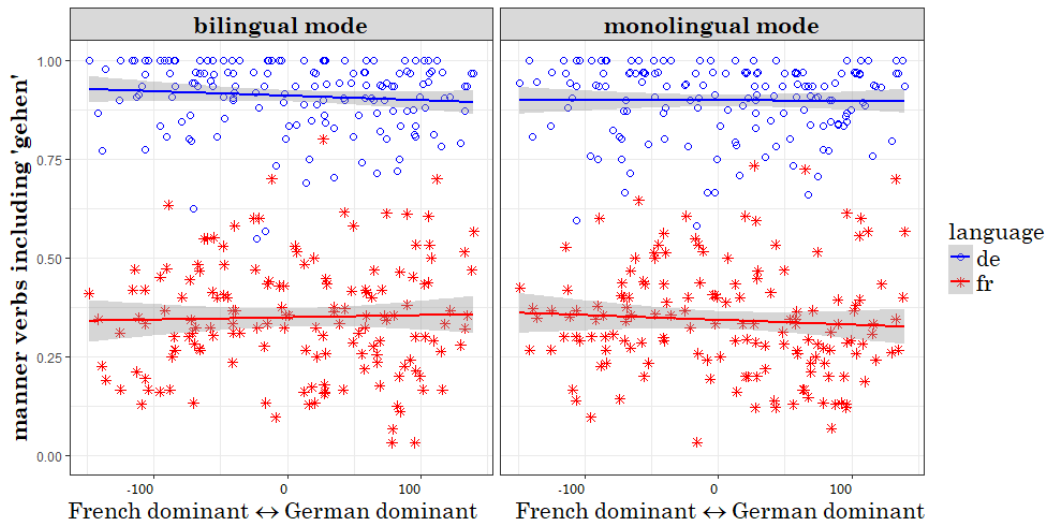 bilingual mode
monolingual mode
manner verbs including 'gehen'
1.00
0.75
0.50
0.25
0.00
-100
0
100
-100
0
100
French dominant ↔ German dominant
French dominant ↔ German dominant
language
de
fr